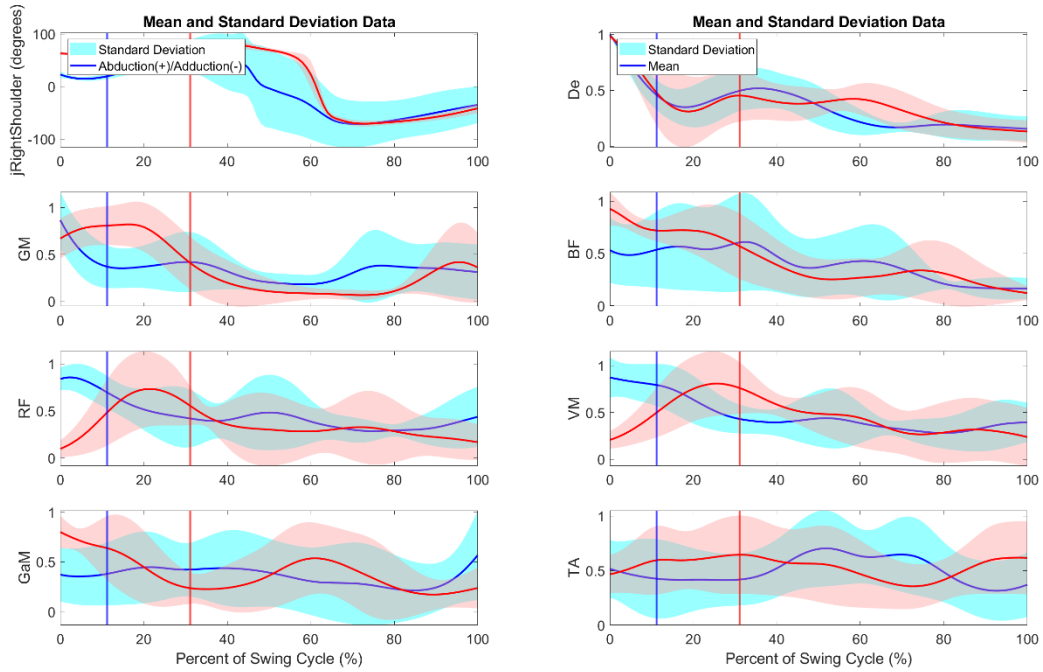 Mean and Standard Deviation Data
jRightShoulder (degrees)
100
0
-100
Standard Deviation
Abduction(+)/Adduction(-)
0 20 40 60 80 100
Mean and Standard Deviation Data
De
1
0.5
0
Standard Deviation
Mean
0 20 40 60 80 100
GM
1
0.5
0
0 20 40 60 80 100
BF
1
0.5
0
0 20 40 60 80 100
RF
1
0.5
0
0 20 40 60 80 100
VM
1
0.5
0
0 20 40 60 80 100
GaM
1
0.5
0
0 20 40 60 80 100
Percent of Swing Cycle (%)
TA
1
0.5
0
0 20 40 60 80 100
Percent of Swing Cycle (%)